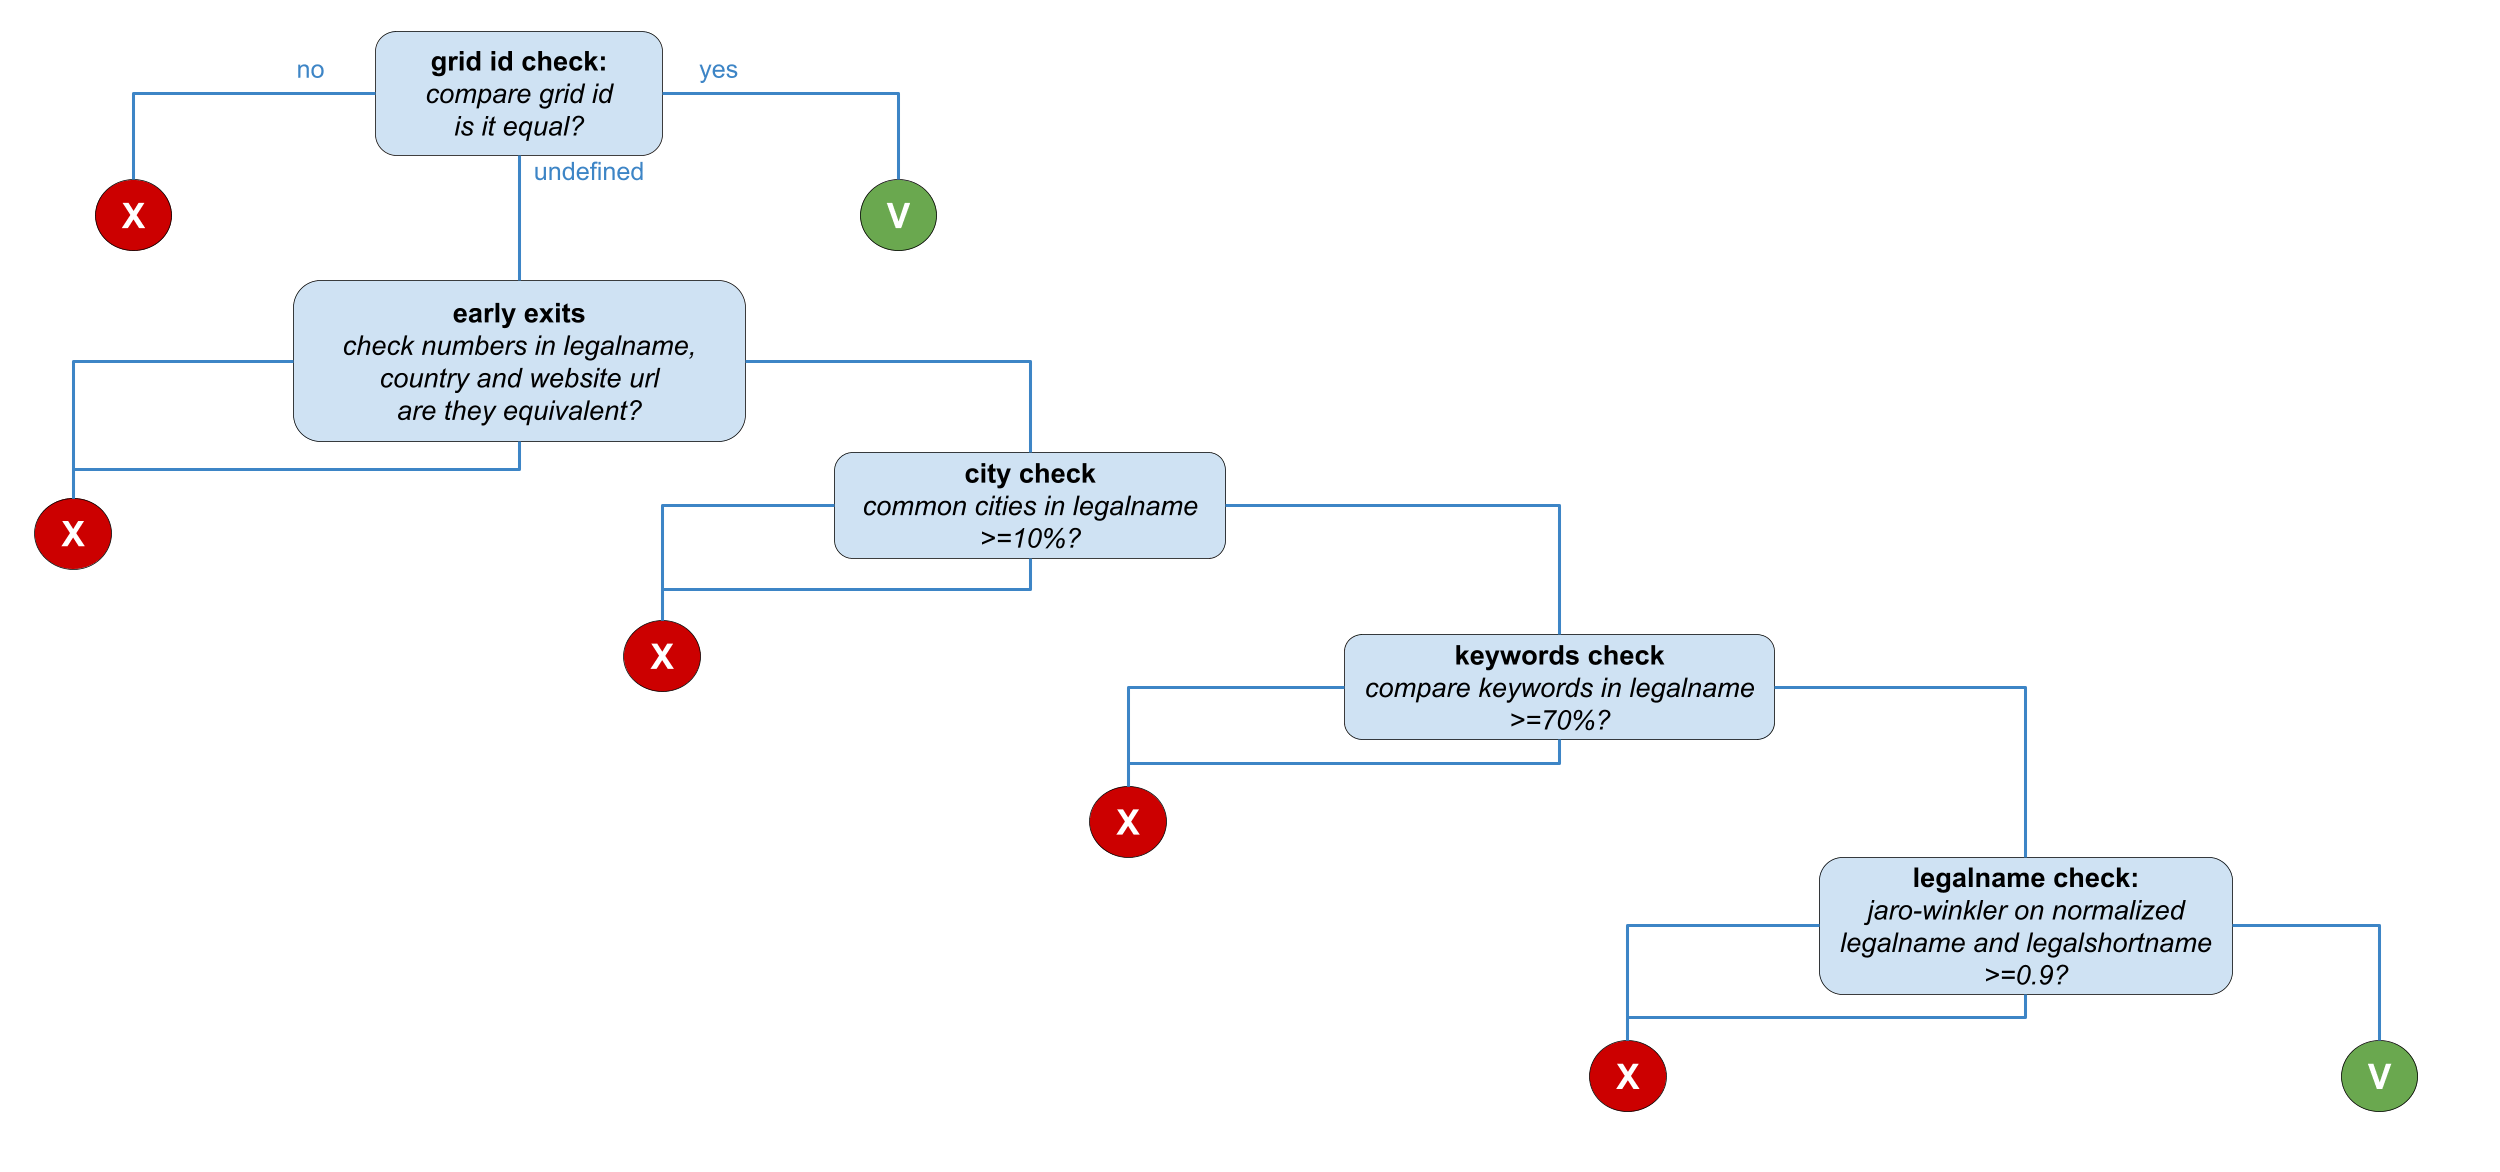 grid id check:
compare grid id
is it equal?
no
yes
undefined
X
V
early exits
check numbers in legalname,
country and website url
are they equivalent?
X
city check
common cities in legalname
>=10%?
X
keywords check
compare keywords in legalname
>=70%?
X
legalname check:
jaro-winkler on normalized
legalname and legalshortname
>=0.9?
X
V